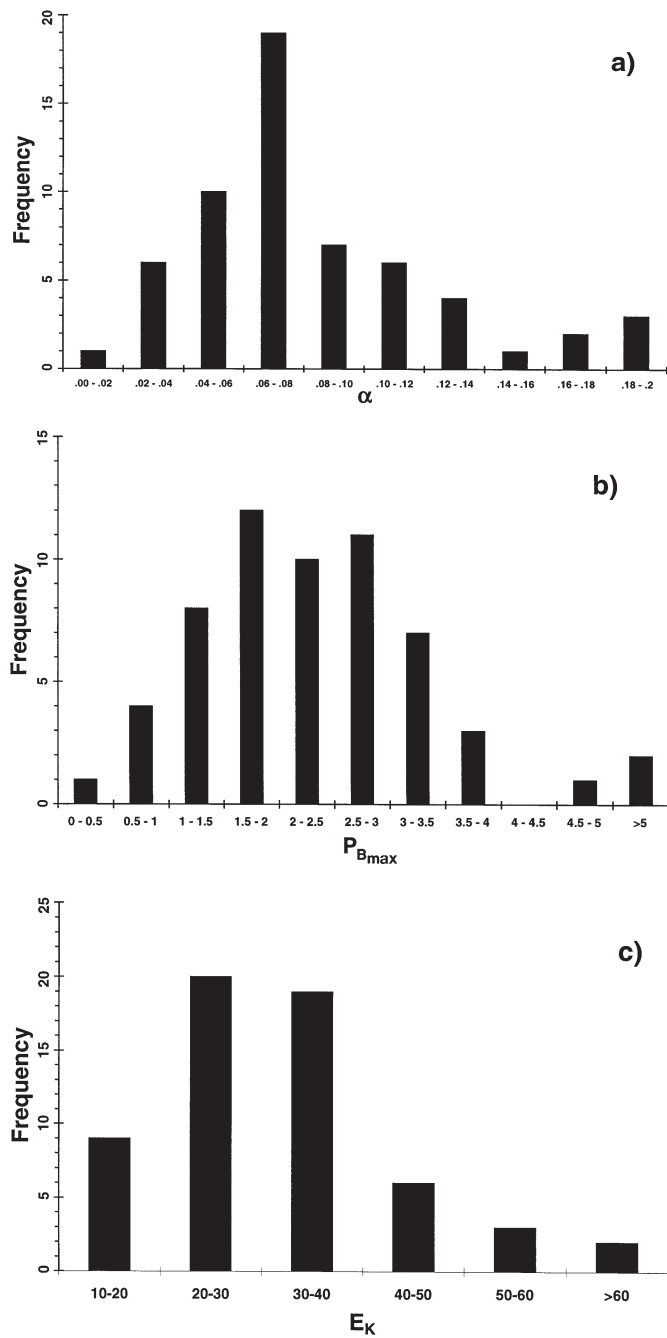 a)
Frequency
20
15
10
5
0
.00 - .02 .02 - .04 .04 - .06 .06 - .08 .08 - .10 .10 - .12 .12 - .14 .14 - .16 .16 - .18 .18 - .2
α
b)
Frequency
15
10
5
0
0 - 0.5 0.5 - 1 1 - 1.5 1.5 - 2 2 - 2.5 2.5 - 3 3 - 3.5 3.5 - 4 4 - 4.5 4.5 - 5 >5
PBmax
c)
Frequency
25
20
15
10
5
0
10-20 20-30 30-40 40-50 50-60 >60
EK